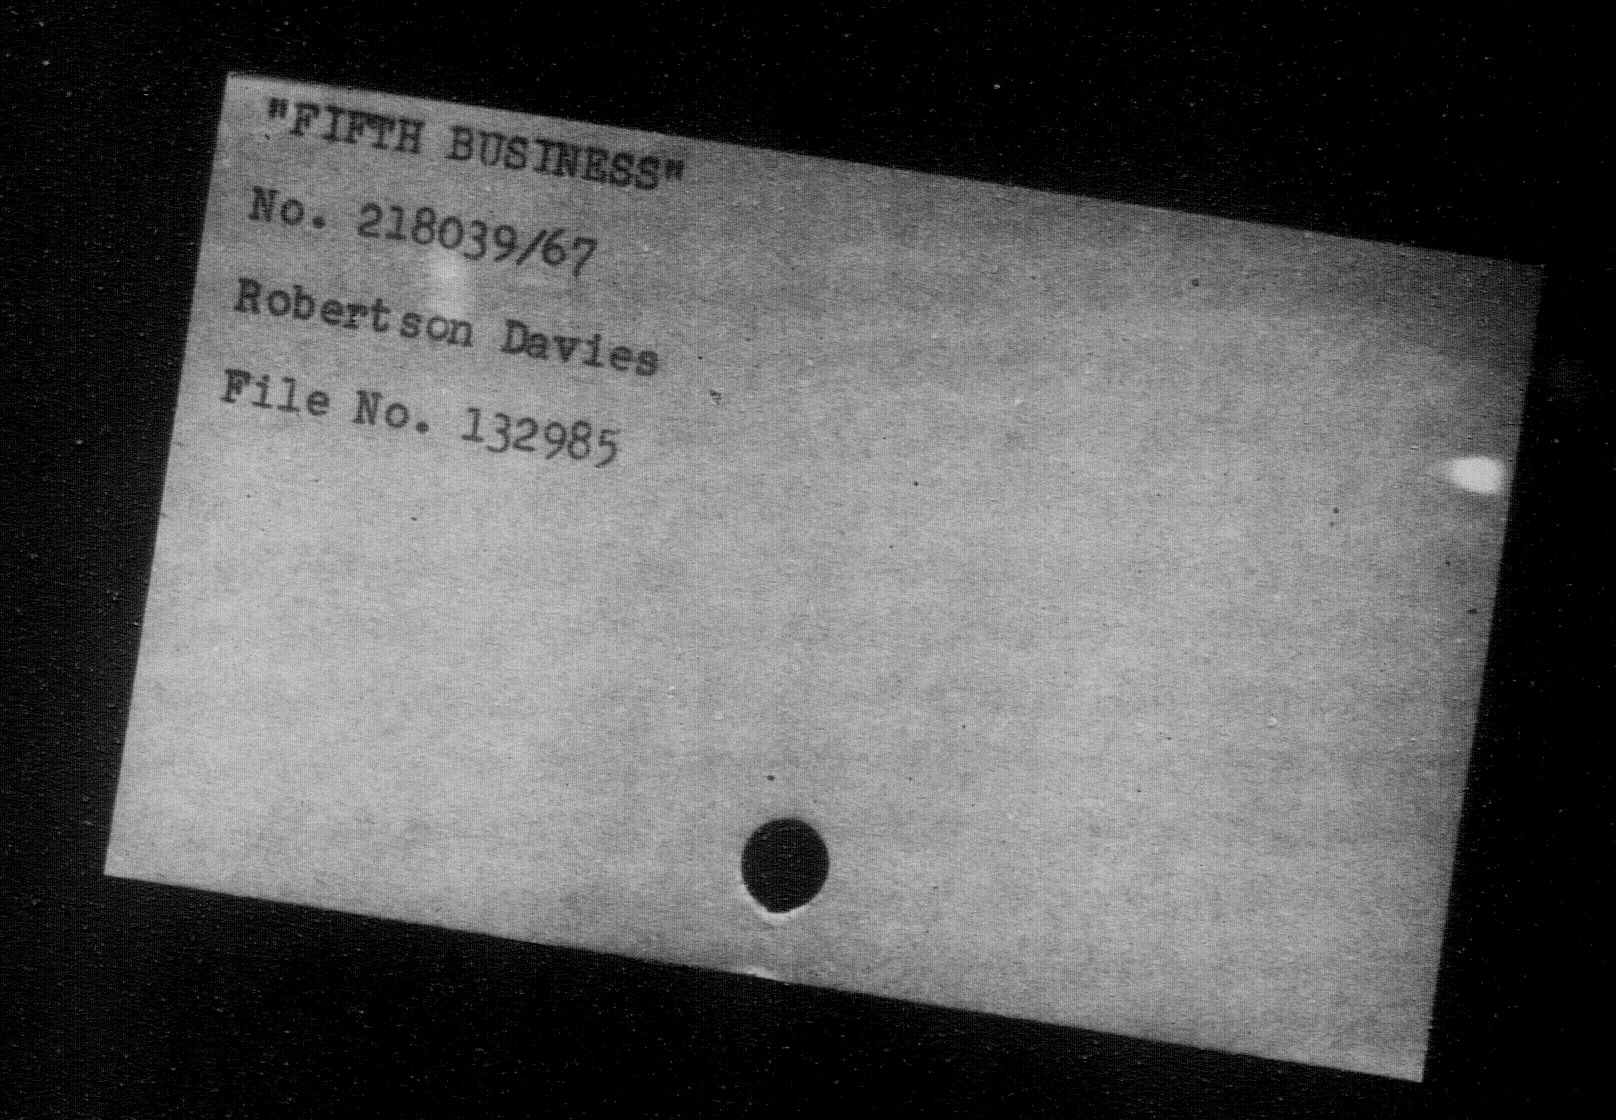 "FIFTH BUSINESS"
No. 218039/67
Robertson Davies
File No. 132985